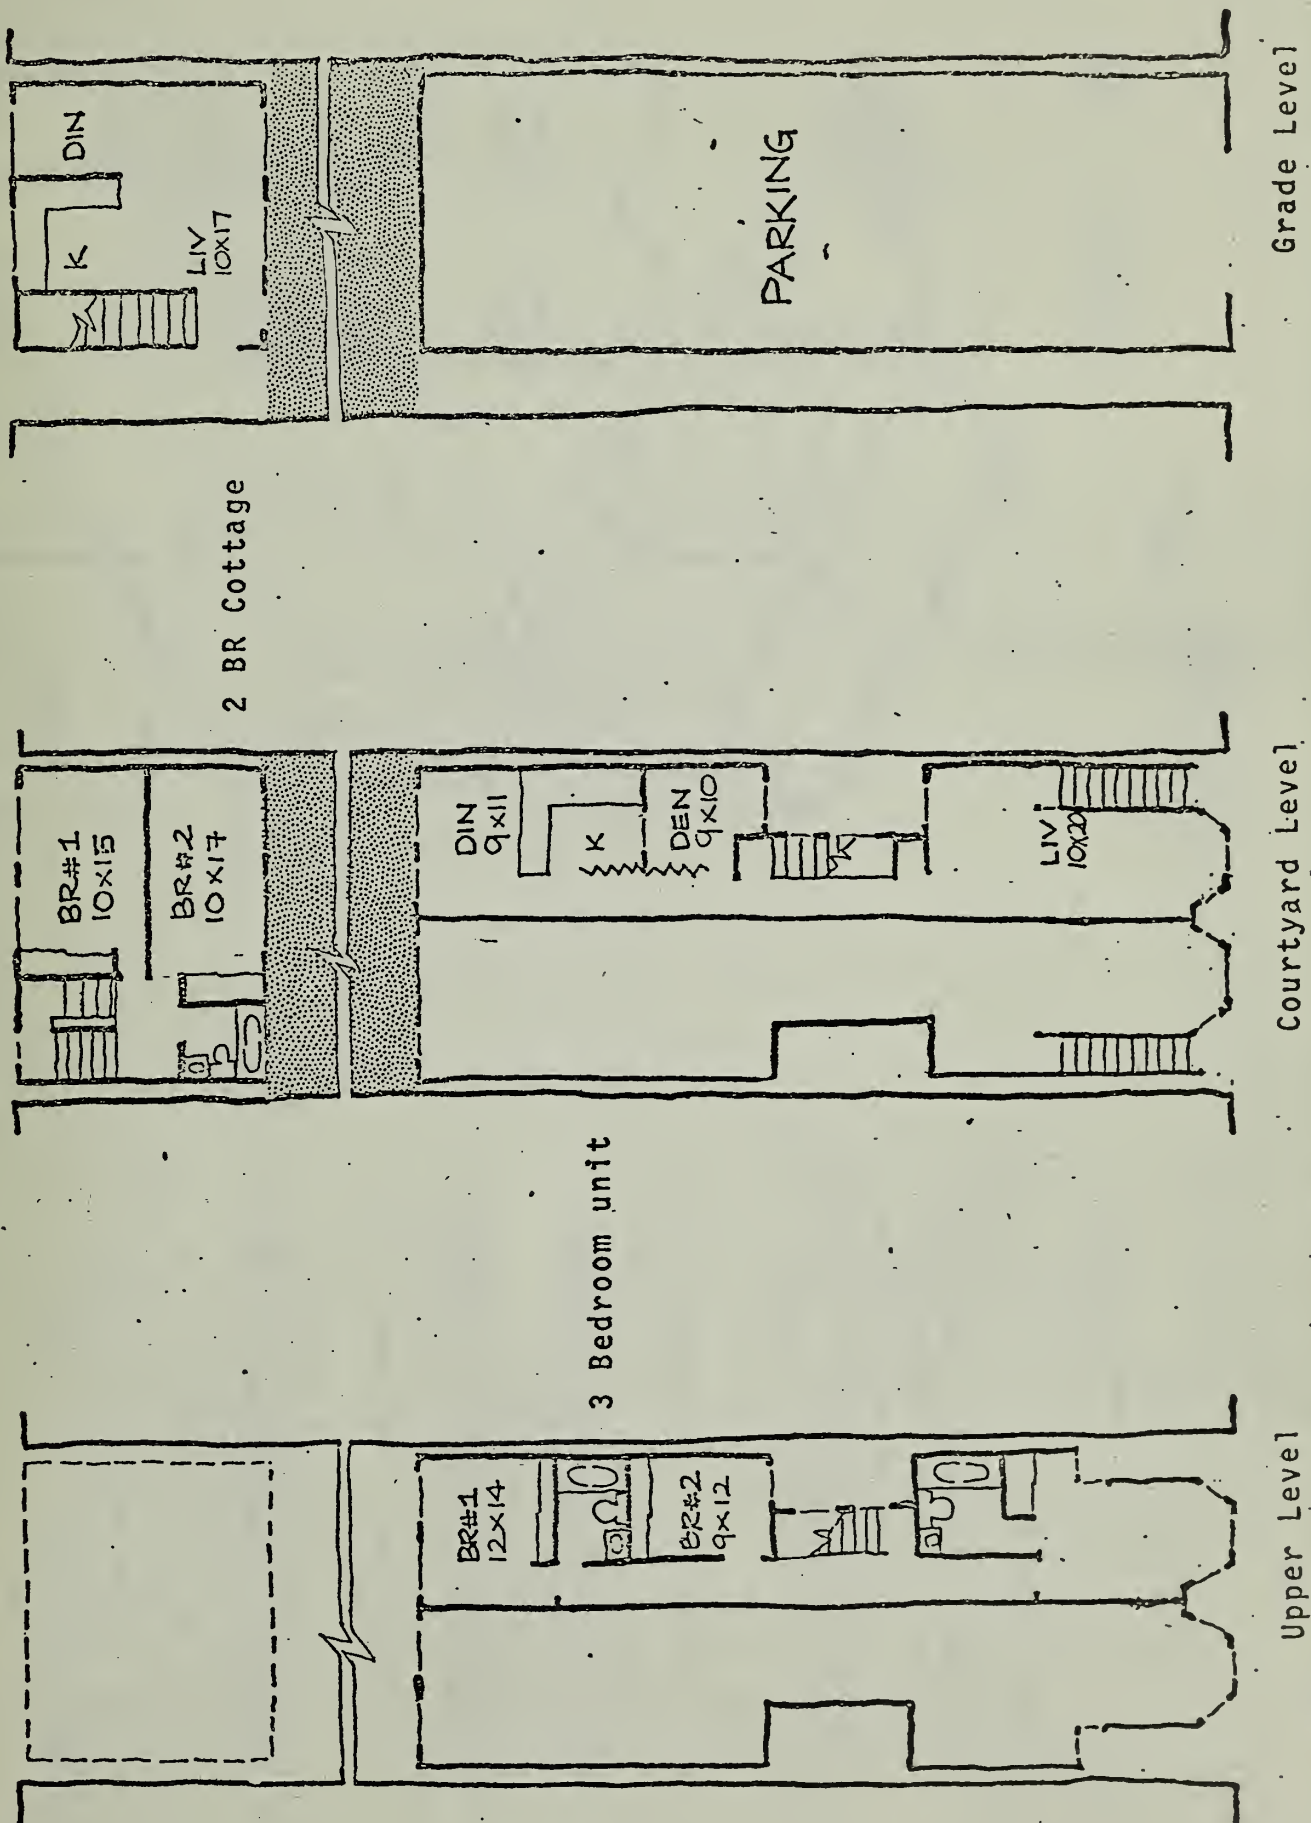 DIN
K
LIV
10X17
PARKING
Grade Level
2 BR Cottage
BR#1
10X15
BR#2
10X17
DIN
9X11
K
DEN
9X10
LIV
10X20
Courtyard Level
3 Bedroom unit
BR#1
12X14
BR#2
9X12
Upper Level